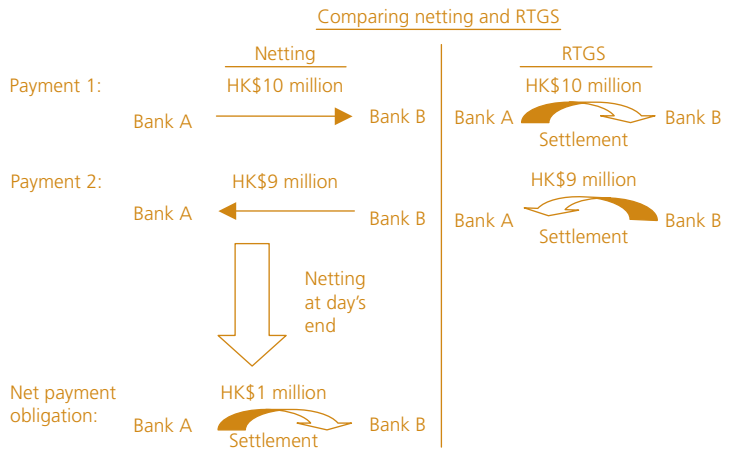 Comparing netting and RTGS
Netting
RTGS
Payment 1:
HK$10 million
Bank A
Bank B
HK$10 million
Bank A
Bank B
Settlement
Payment 2:
HK$9 million
Bank A
Bank B
HK$9 million
Bank A
Bank B
Settlement
Netting
at day's
end
Net payment
obligation:
HK$1 million
Bank A
Bank B
Settlement